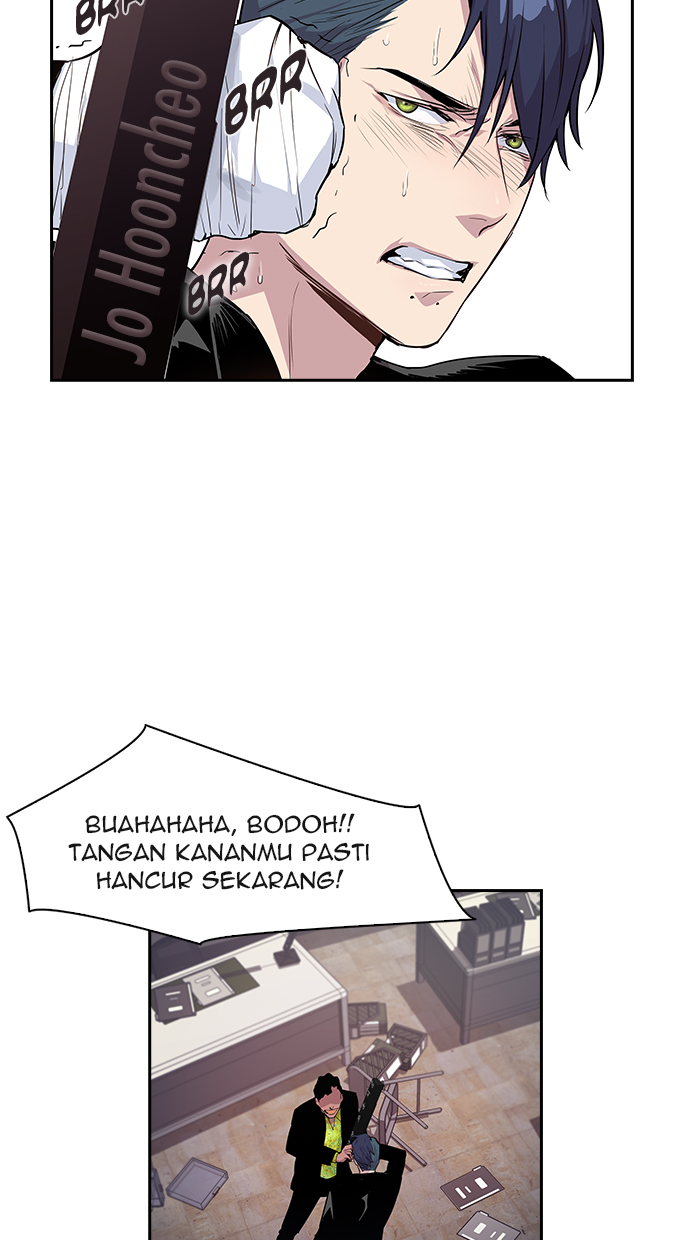 BRR
BRR
Jo Hooncheo
BRR
BUAHAHAHA, BODOH!!
TANGAN KANANMU PASTI
HANCUR SEKARANG!